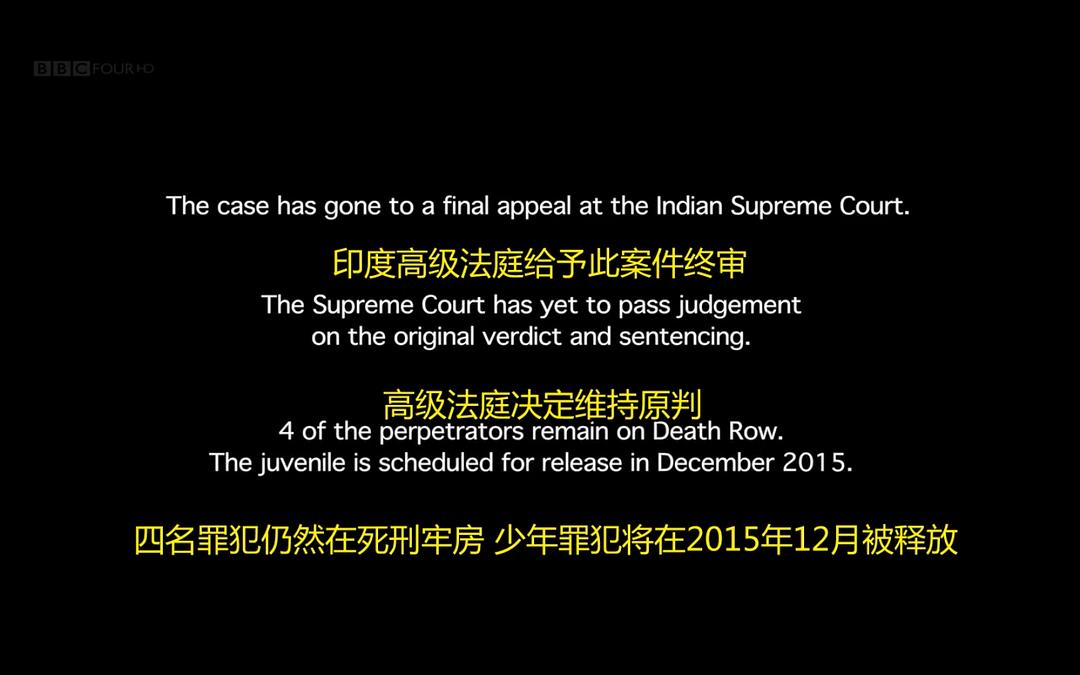 BBC FOUR HD
The case has gone to a final appeal at the Indian Supreme Court.
印度高级法庭给予此案件终审
The Supreme Court has yet to pass judgement
on the original verdict and sentencing.
高级法庭决定维持原判
4 of the perpetrators remain on Death Row.
The juvenile is scheduled for release in December 2015.
四名罪犯仍然在死刑牢房 少年罪犯将在2015年12月被释放